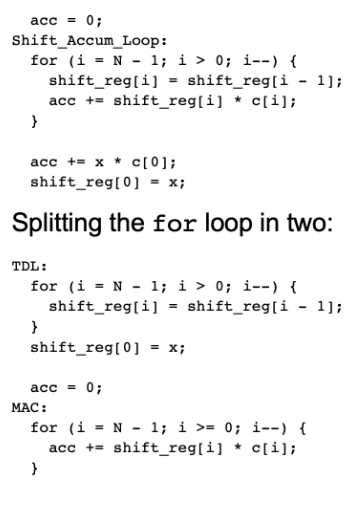 acc = 0;
Shift_Accum_Loop:
for (i = N - 1; i > 0; i--) {
shift_reg[i] = shift_reg[i - 1];
acc += shift_reg[i] * c[i];
}
acc += x * c[0];
shift_reg[0] = x;
Splitting the for loop in two:
TDL:
for (i = N - 1; i > 0; i--) {
shift_reg[i] = shift_reg[i - 1];
}
shift_reg[0] = x;
acc = 0;
MAC:
for (i = N - 1; i >= 0; i--) {
acc += shift_reg[i] * c[i];
}